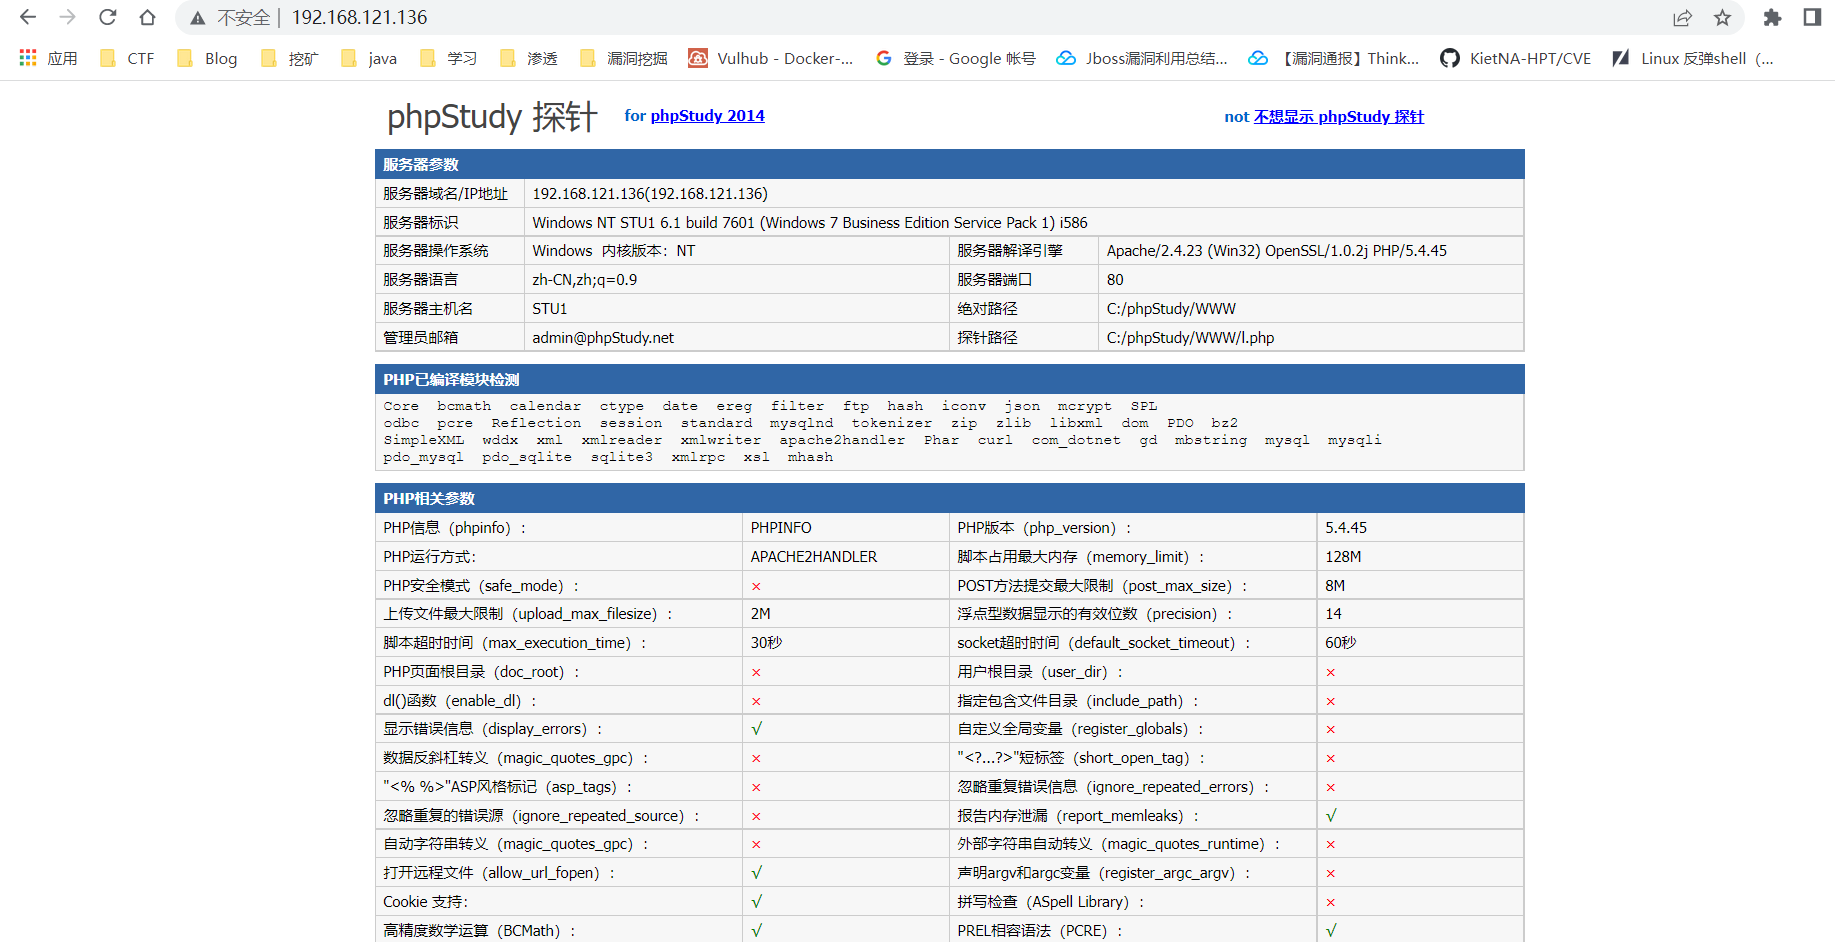 不安全 | 192.168.121.136
应用 CTF Blog 挖矿 java 学习 渗透 漏洞挖掘 Vulhub - Docker-... 登录 - Google 帐号 Jboss漏洞利用总结... 【漏洞通报】Think... KietNA-HPT/CVE Linux 反弹shell（...
phpStudy 探针 for phpStudy 2014 not 不想显示 phpStudy 探针
服务器参数
服务器域名/IP地址 192.168.121.136(192.168.121.136)
服务器标识 Windows NT STU1 6.1 build 7601 (Windows 7 Business Edition Service Pack 1) i586
服务器操作系统 Windows 内核版本：NT 服务器解译引擎 Apache/2.4.23 (Win32) OpenSSL/1.0.2j PHP/5.4.45
服务器语言 zh-CN,zh;q=0.9 服务器端口 80
服务器主机名 STU1 绝对路径 C:/phpStudy/WWW
管理员邮箱 admin@phpStudy.net 探针路径 C:/phpStudy/WWW/l.php
PHP已编译模块检测
Core bcmath calendar ctype date ereg filter ftp hash iconv json mcrypt SPL
odbc pcre Reflection session standard mysqlnd tokenizer zip zlib libxml dom PDO bz2
SimpleXML wddx xml xmlreader xmlwriter apache2handler Phar curl com_dotnet gd mbstring mysql mysqli
pdo_mysql pdo_sqlite sqlite3 xmlrpc xsl mhash
PHP相关参数
PHP信息（phpinfo）: PHPINFO PHP版本（php_version）: 5.4.45
PHP运行方式: APACHE2HANDLER 脚本占用最大内存（memory_limit）: 128M
PHP安全模式（safe_mode）: × POST方法提交最大限制（post_max_size）: 8M
上传文件最大限制（upload_max_filesize）: 2M 浮点型数据显示的有效位数（precision）: 14
脚本超时时间（max_execution_time）: 30秒 socket超时时间（default_socket_timeout）: 60秒
PHP页面根目录（doc_root）: × 用户根目录（user_dir）: ×
dl()函数（enable_dl）: × 指定包含文件目录（include_path）: ×
显示错误信息（display_errors）: √ 自定义全局变量（register_globals）: ×
数据反斜杠转义（magic_quotes_gpc）: × "<?...?>"短标签（short_open_tag）: ×
"<% %>"ASP风格标记（asp_tags）: × 忽略重复错误信息（ignore_repeated_errors）: ×
忽略重复的错误源（ignore_repeated_source）: × 报告内存泄漏（report_memleaks）: √
自动字符串转义（magic_quotes_gpc）: × 外部字符串自动转义（magic_quotes_runtime）: ×
打开远程文件（allow_url_fopen）: √ 声明argv和argc变量（register_argc_argv）: ×
Cookie 支持: √ 拼写检查（ASpell Library）: ×
高精度数学运算（BCMath）: √ PREL相容语法（PCRE）: √